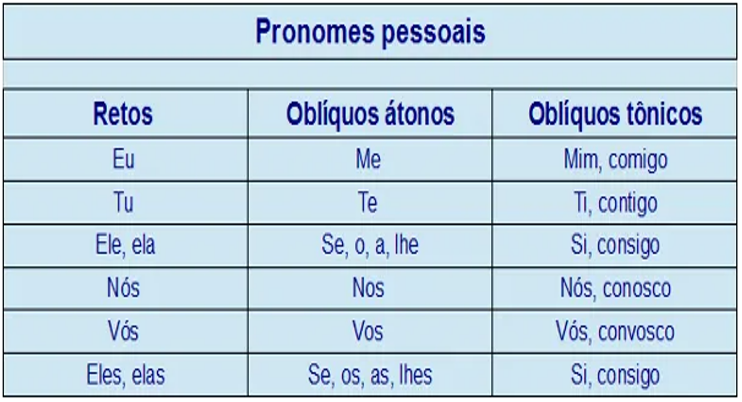 Pronomes pessoais
Retos Oblíquos átonos Oblíquos tônicos
Eu Me Mim, comigo
Tu Te Ti, contigo
Ele, ela Se, o, a, lhe Si, consigo
Nós Nos Nós, conosco
Vós Vos Vós, convosco
Eles, elas Se, os, as, lhes Si, consigo